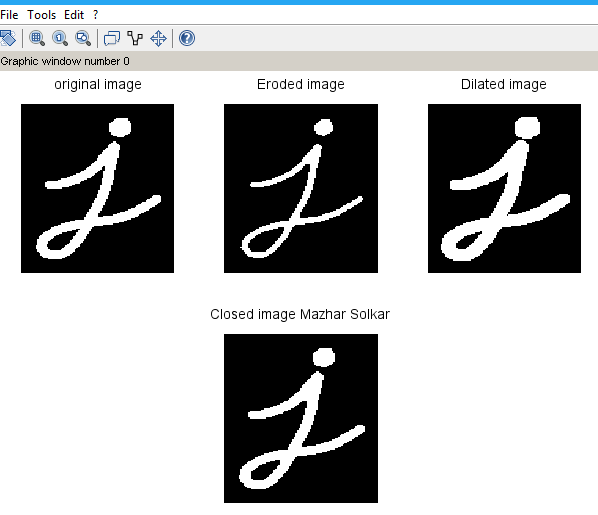 File Tools Edit ?
Graphic window number 0
original image Eroded image Dilated image
j j j
Closed image Mazhar Solkar
j